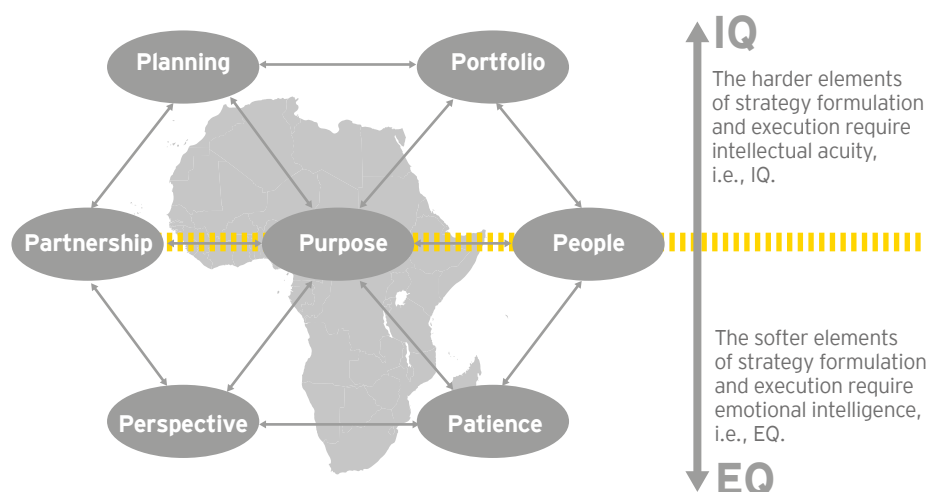 IQ
Planning
Portfolio
The harder elements
of strategy formulation
and execution require
intellectual acuity,
i.e., IQ.
Partnership
Purpose
People
The softer elements
of strategy formulation
and execution require
emotional intelligence,
i.e., EQ.
Perspective
Patience
EQ